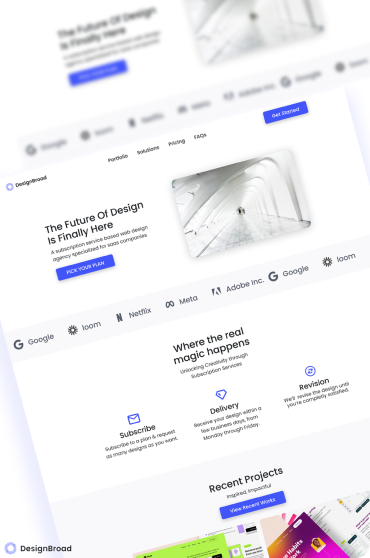 The Future Of Design
Is Finally Here
Google
loom
Netflix
Meta
Adobe Inc.
Google
loom
Get Started
Portfolio
Solutions
Pricing
FAQs
DesignBroad
The Future Of Design
Is Finally Here
A subscription service based web design
agency specialized for saas companies
PICK YOUR PLAN
Google
loom
Netflix
Meta
Adobe Inc.
Google
loom
Where the real
magic happens
Unlocking Creativity through
Subscription Services
Subscribe
Subscribe to a plan & request
as many designs as you want.
Delivery
Receive your design within a
few business days, from
Monday through Friday.
Revision
We'll revise the design until
you're completely satisfied.
Recent Projects
Inspired, Impactful
View Recent Works
DesignBroad